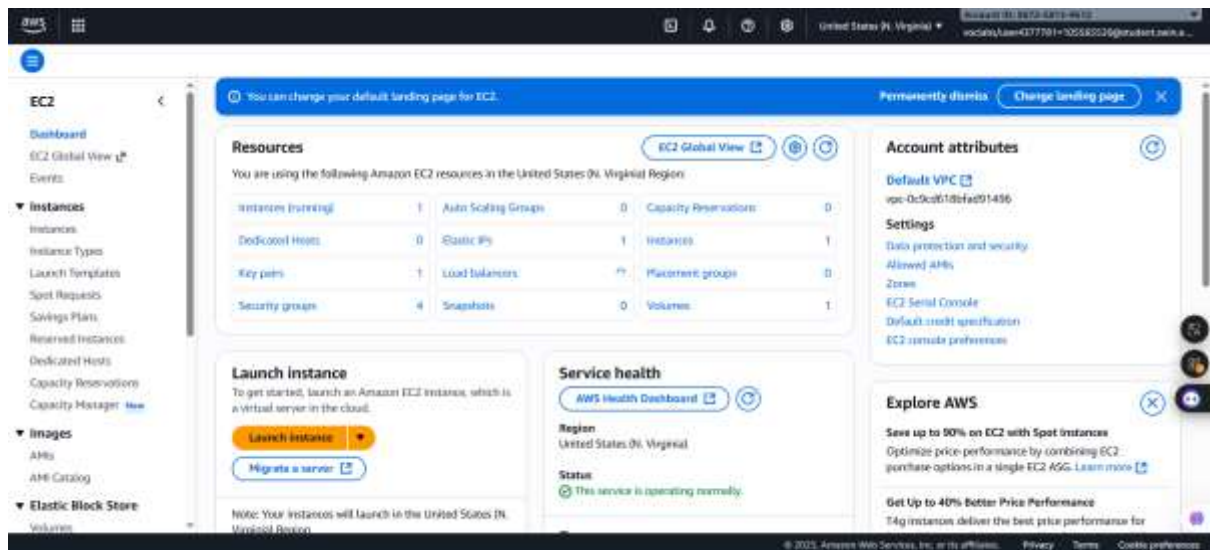 aws
United States (N. Virginia)
EC2
Dashboard
EC2 Global View
Events
Instances
Instances
Instance Types
Launch Templates
Spot Requests
Savings Plans
Reserved Instances
Dedicated Hosts
Capacity Reservations
Capacity Manager New
Images
AMIs
AMI Catalog
Elastic Block Store
Volumes
You can change your default landing page for EC2.
Permanently dismiss
Change landing page
Resources
EC2 Global View
You are using the following Amazon EC2 resources in the United States (N. Virginia) Region:
Instances (running) 1 Auto Scaling Groups 0 Capacity Reservations 0
Dedicated Hosts 0 Elastic IPs 1 Instances 1
Key pairs 1 Load balancers Placement groups 0
Security groups 4 Snapshots 0 Volumes 1
Launch instance
To get started, launch an Amazon EC2 instance, which is
a virtual server in the cloud.
Launch instance
Migrate a server
Note: Your instances will launch in the United States (N.
Virginia) Region
Service health
AWS Health Dashboard
Region
United States (N. Virginia)
Status
This service is operating normally.
Account attributes
Default VPC
Settings
Data protection and security
Allowed AMIs
Zones
EC2 Serial Console
Default credit specification
EC2 console preferences
Explore AWS
Save up to 90% on EC2 with Spot Instances
Optimize price-performance by combining EC2
purchase options in a single EC2 ASG. Learn more
Get Up to 40% Better Price Performance
T4g instances deliver the best price performance for
© 2025, Amazon Web Services, Inc. or its affiliates. Privacy Terms Cookie preferences